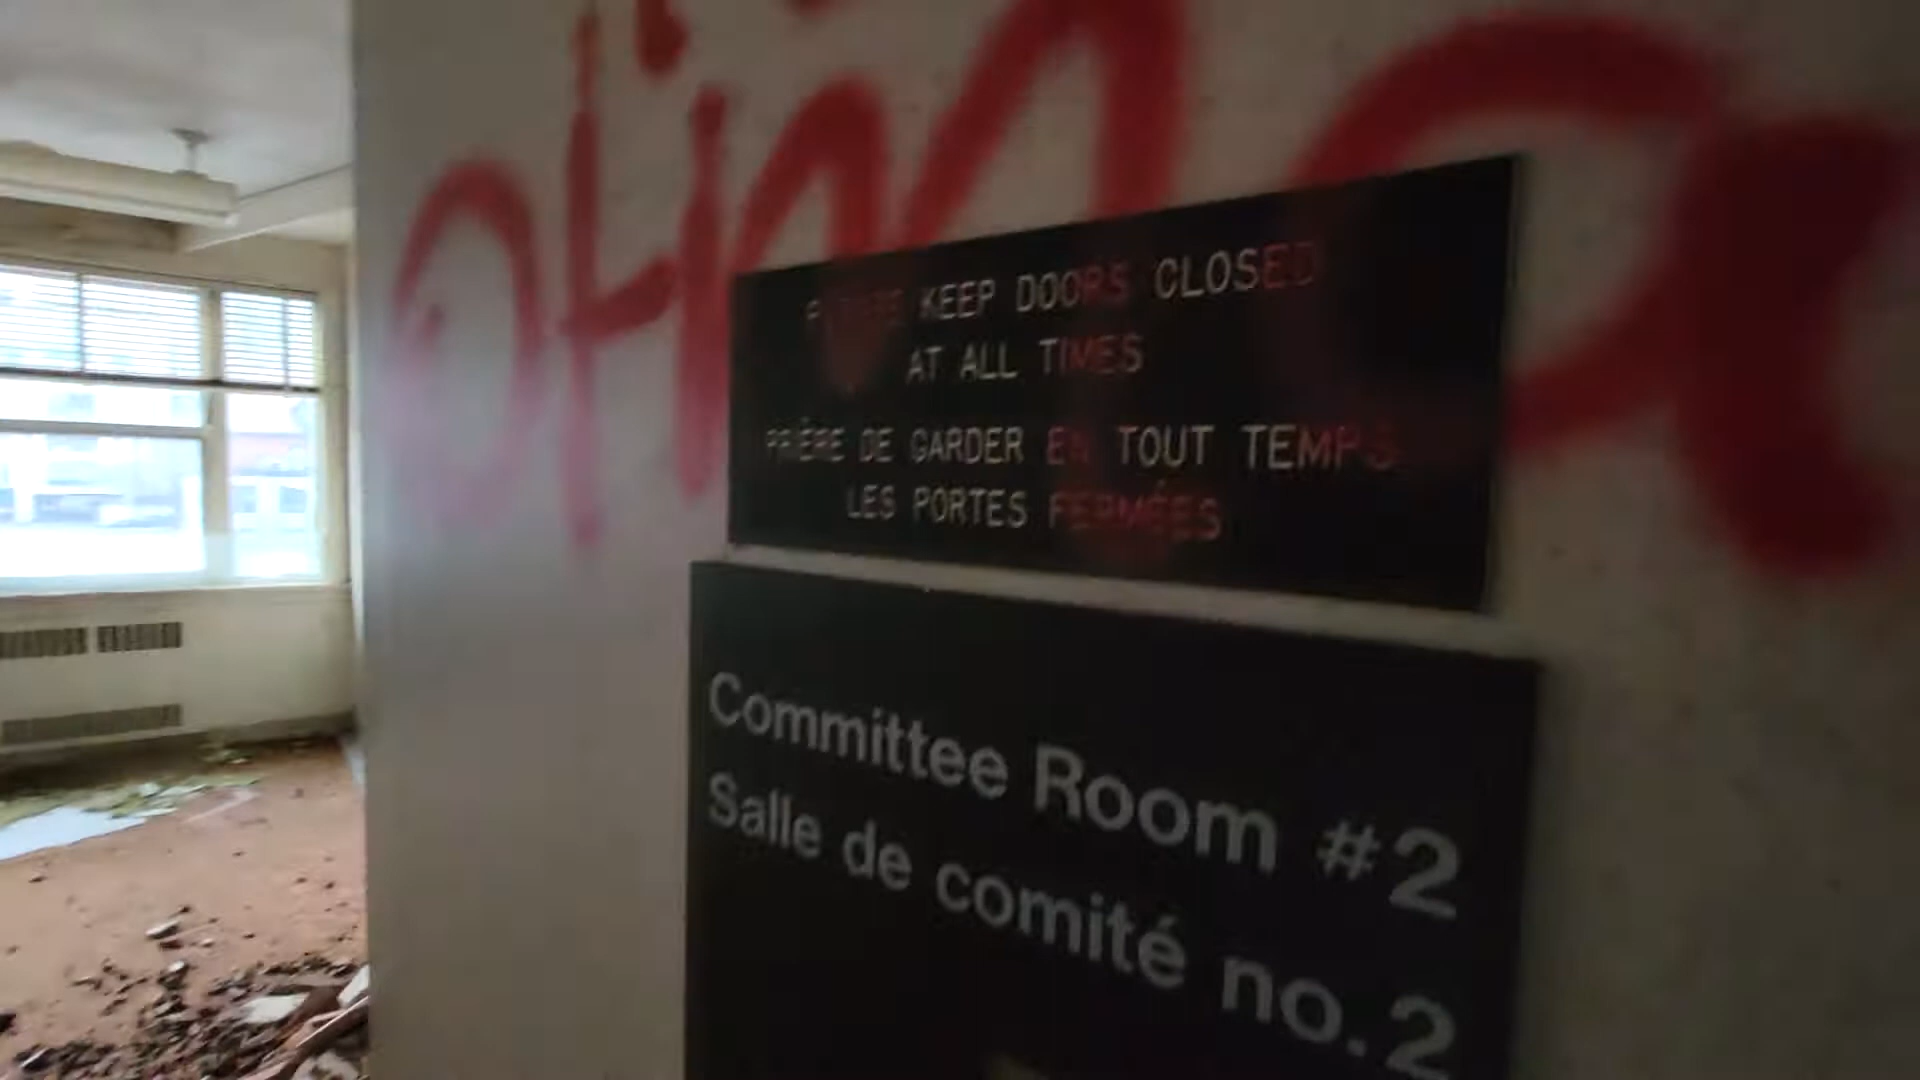 PLEASE KEEP DOORS CLOSED
AT ALL TIMES
PRIÈRE DE GARDER EN TOUT TEMPS
LES PORTES FERMÉES
Committee Room #2
Salle de comité no.2